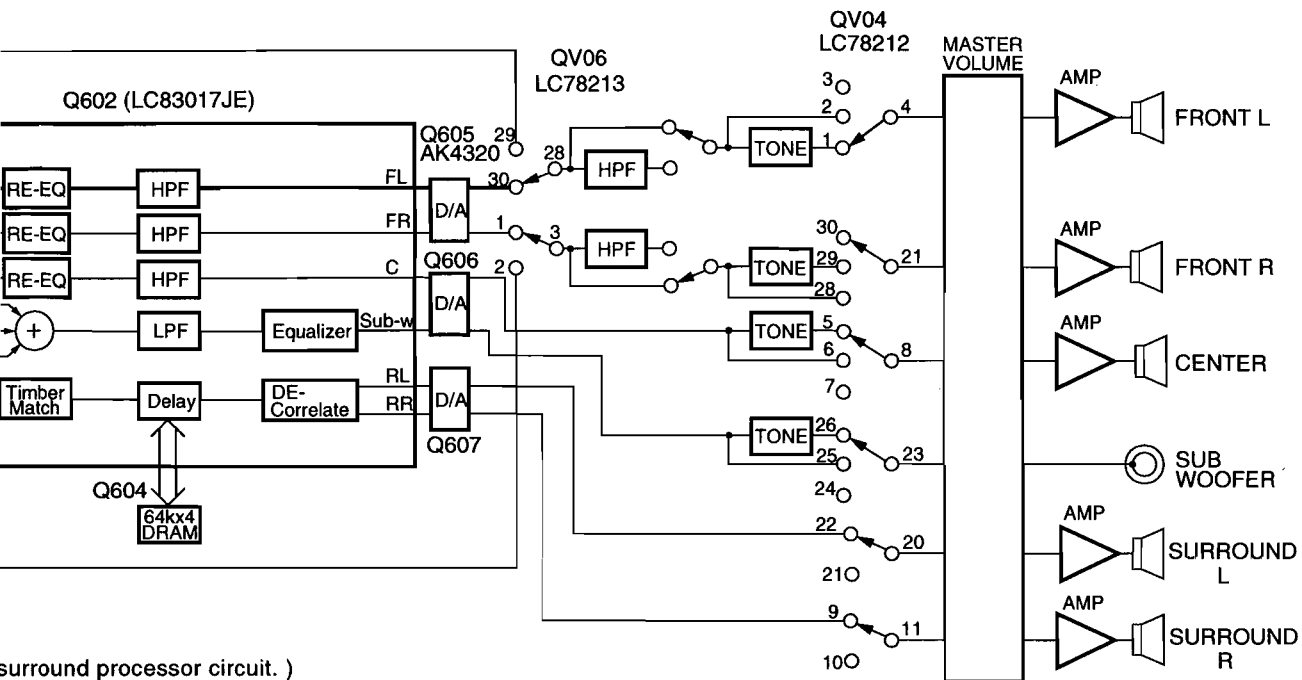 QV04
LC78212
QV06
LC78213
MASTER
VOLUME
Q602 (LC83017JE)
Q605
AK4320
29
28
30
3
2
4
1
AMP
FRONT L
TONE
HPF
RE-EQ
HPF
FL
D/A
RE-EQ
HPF
FR
1
3
HPF
30
29
21
28
TONE
AMP
FRONT R
RE-EQ
HPF
C
Q606
2
D/A
+
LPF
Equalizer
Sub-w
TONE
5
6
8
7
AMP
CENTER
Timber
Match
Delay
DE-
Correlate
RL
RR
D/A
Q607
TONE
26
25
23
24
SUB
WOOFER
Q604
64kx4
DRAM
22
20
21
AMP
SURROUND
L
9
11
10
AMP
SURROUND
R
surround processor circuit. )